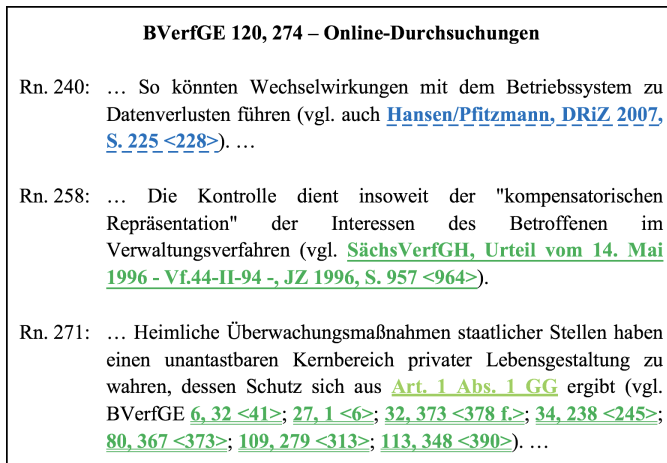 BVerfGE 120, 274 – Online-Durchsuchungen
Rn. 240: … So könnten Wechselwirkungen mit dem Betriebssystem zu
Datenverlusten führen (vgl. auch Hansen/Pfitzmann, DRiZ 2007,
S. 225 <228>). …
Rn. 258: … Die Kontrolle dient insoweit der "kompensatorischen
Repräsentation" der Interessen des Betroffenen im
Verwaltungsverfahren (vgl. SächsVerfGH, Urteil vom 14. Mai
1996 - Vf.44-II-94 -, JZ 1996, S. 957 <964>).
Rn. 271: … Heimliche Überwachungsmaßnahmen staatlicher Stellen haben
einen unantastbaren Kernbereich privater Lebensgestaltung zu
wahren, dessen Schutz sich aus Art. 1 Abs. 1 GG ergibt (vgl.
BVerfGE 6, 32 <41>; 27, 1 <6>; 32, 373 <378 f.>; 34, 238 <245>;
80, 367 <373>; 109, 279 <313>; 113, 348 <390>). …